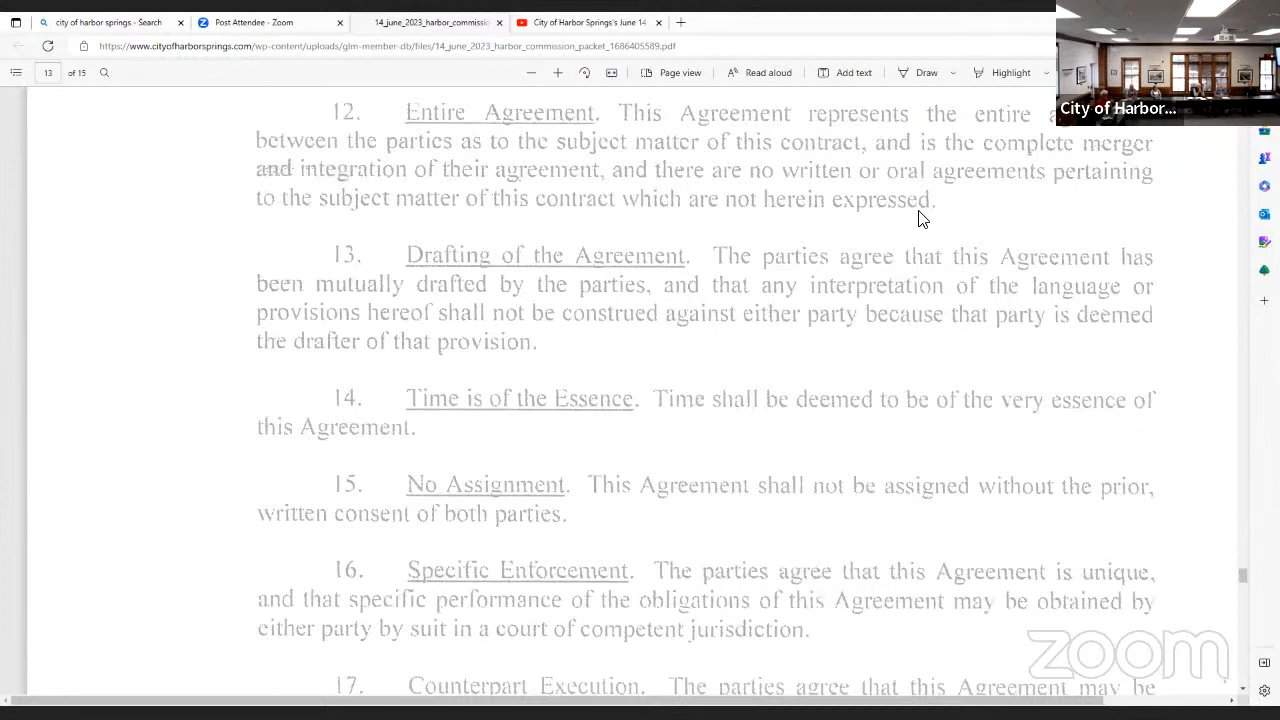 city of harbor springs - Search
Post Attendee - Zoom
14_june_2023_harbor_commissio
City of Harbor Springs's June 14
https://www.cityofharborsprings.com/wp-content/uploads/glm-member-db/files/14_june_2023_harbor_commission_packet_1686405589.pdf
13 of 15
Page view
Read aloud
Add text
Draw
Highlight
City of Harbor...
12. Entire Agreement. This Agreement represents the entire
between the parties as to the subject matter of this contract, and is the complete merger
and integration of their agreement, and there are no written or oral agreements pertaining
to the subject matter of this contract which are not herein expressed.
13. Drafting of the Agreement. The parties agree that this Agreement has
been mutually drafted by the parties, and that any interpretation of the language or
provisions hereof shall not be construed against either party because that party is deemed
the drafter of that provision.
14. Time is of the Essence. Time shall be deemed to be of the very essence of
this Agreement.
15. No Assignment. This Agreement shall not be assigned without the prior,
written consent of both parties.
16. Specific Enforcement. The parties agree that this Agreement is unique,
and that specific performance of the obligations of this Agreement may be obtained by
either party by suit in a court of competent jurisdiction.
17. Counterpart Execution. The parties agree that this Agreement may be
zoom